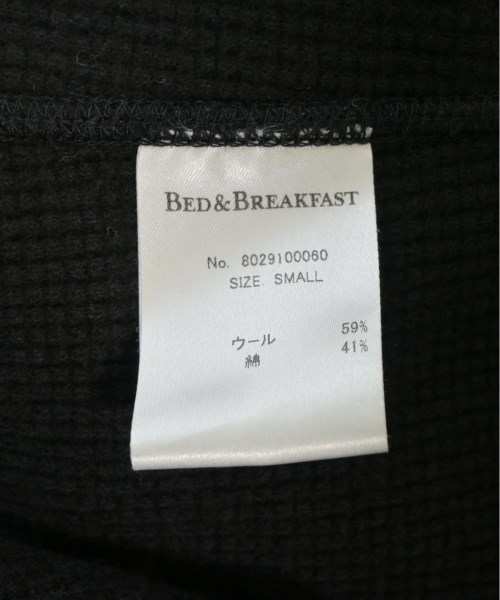 BED & BREAKFAST
No. 8029100060
SIZE SMALL
ウール 59%
綿 41%